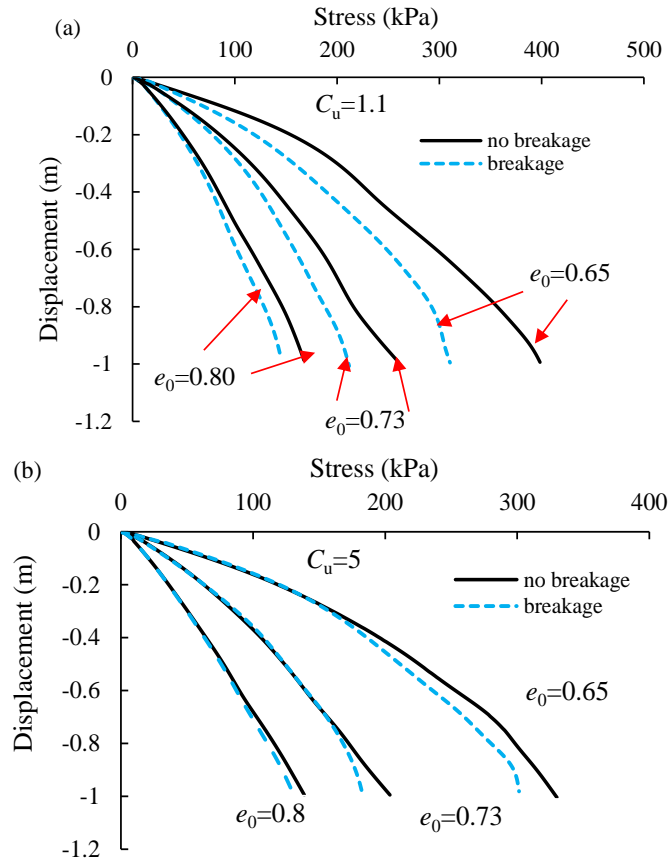 (a)
Stress (kPa)
0 100 200 300 400 500
Displacement (m)
0
-0.2
-0.4
-0.6
-0.8
-1
-1.2
Cu=1.1
no breakage
breakage
e0=0.65
e0=0.80
e0=0.73
(b)
Stress (kPa)
0 100 200 300 400
Displacement (m)
0
-0.2
-0.4
-0.6
-0.8
-1
-1.2
Cu=5
no breakage
breakage
e0=0.65
e0=0.8
e0=0.73